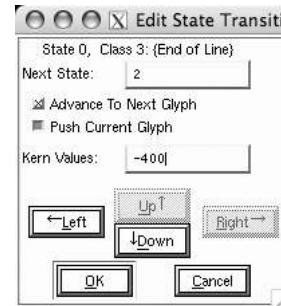 X Edit State Transiti
State 0, Class 3: {End of Line}
Next State: 2
Advance To Next Glyph
Push Current Glyph
Kern Values: -400
Up↑
←Left Right→
↓Down
OK Cancel